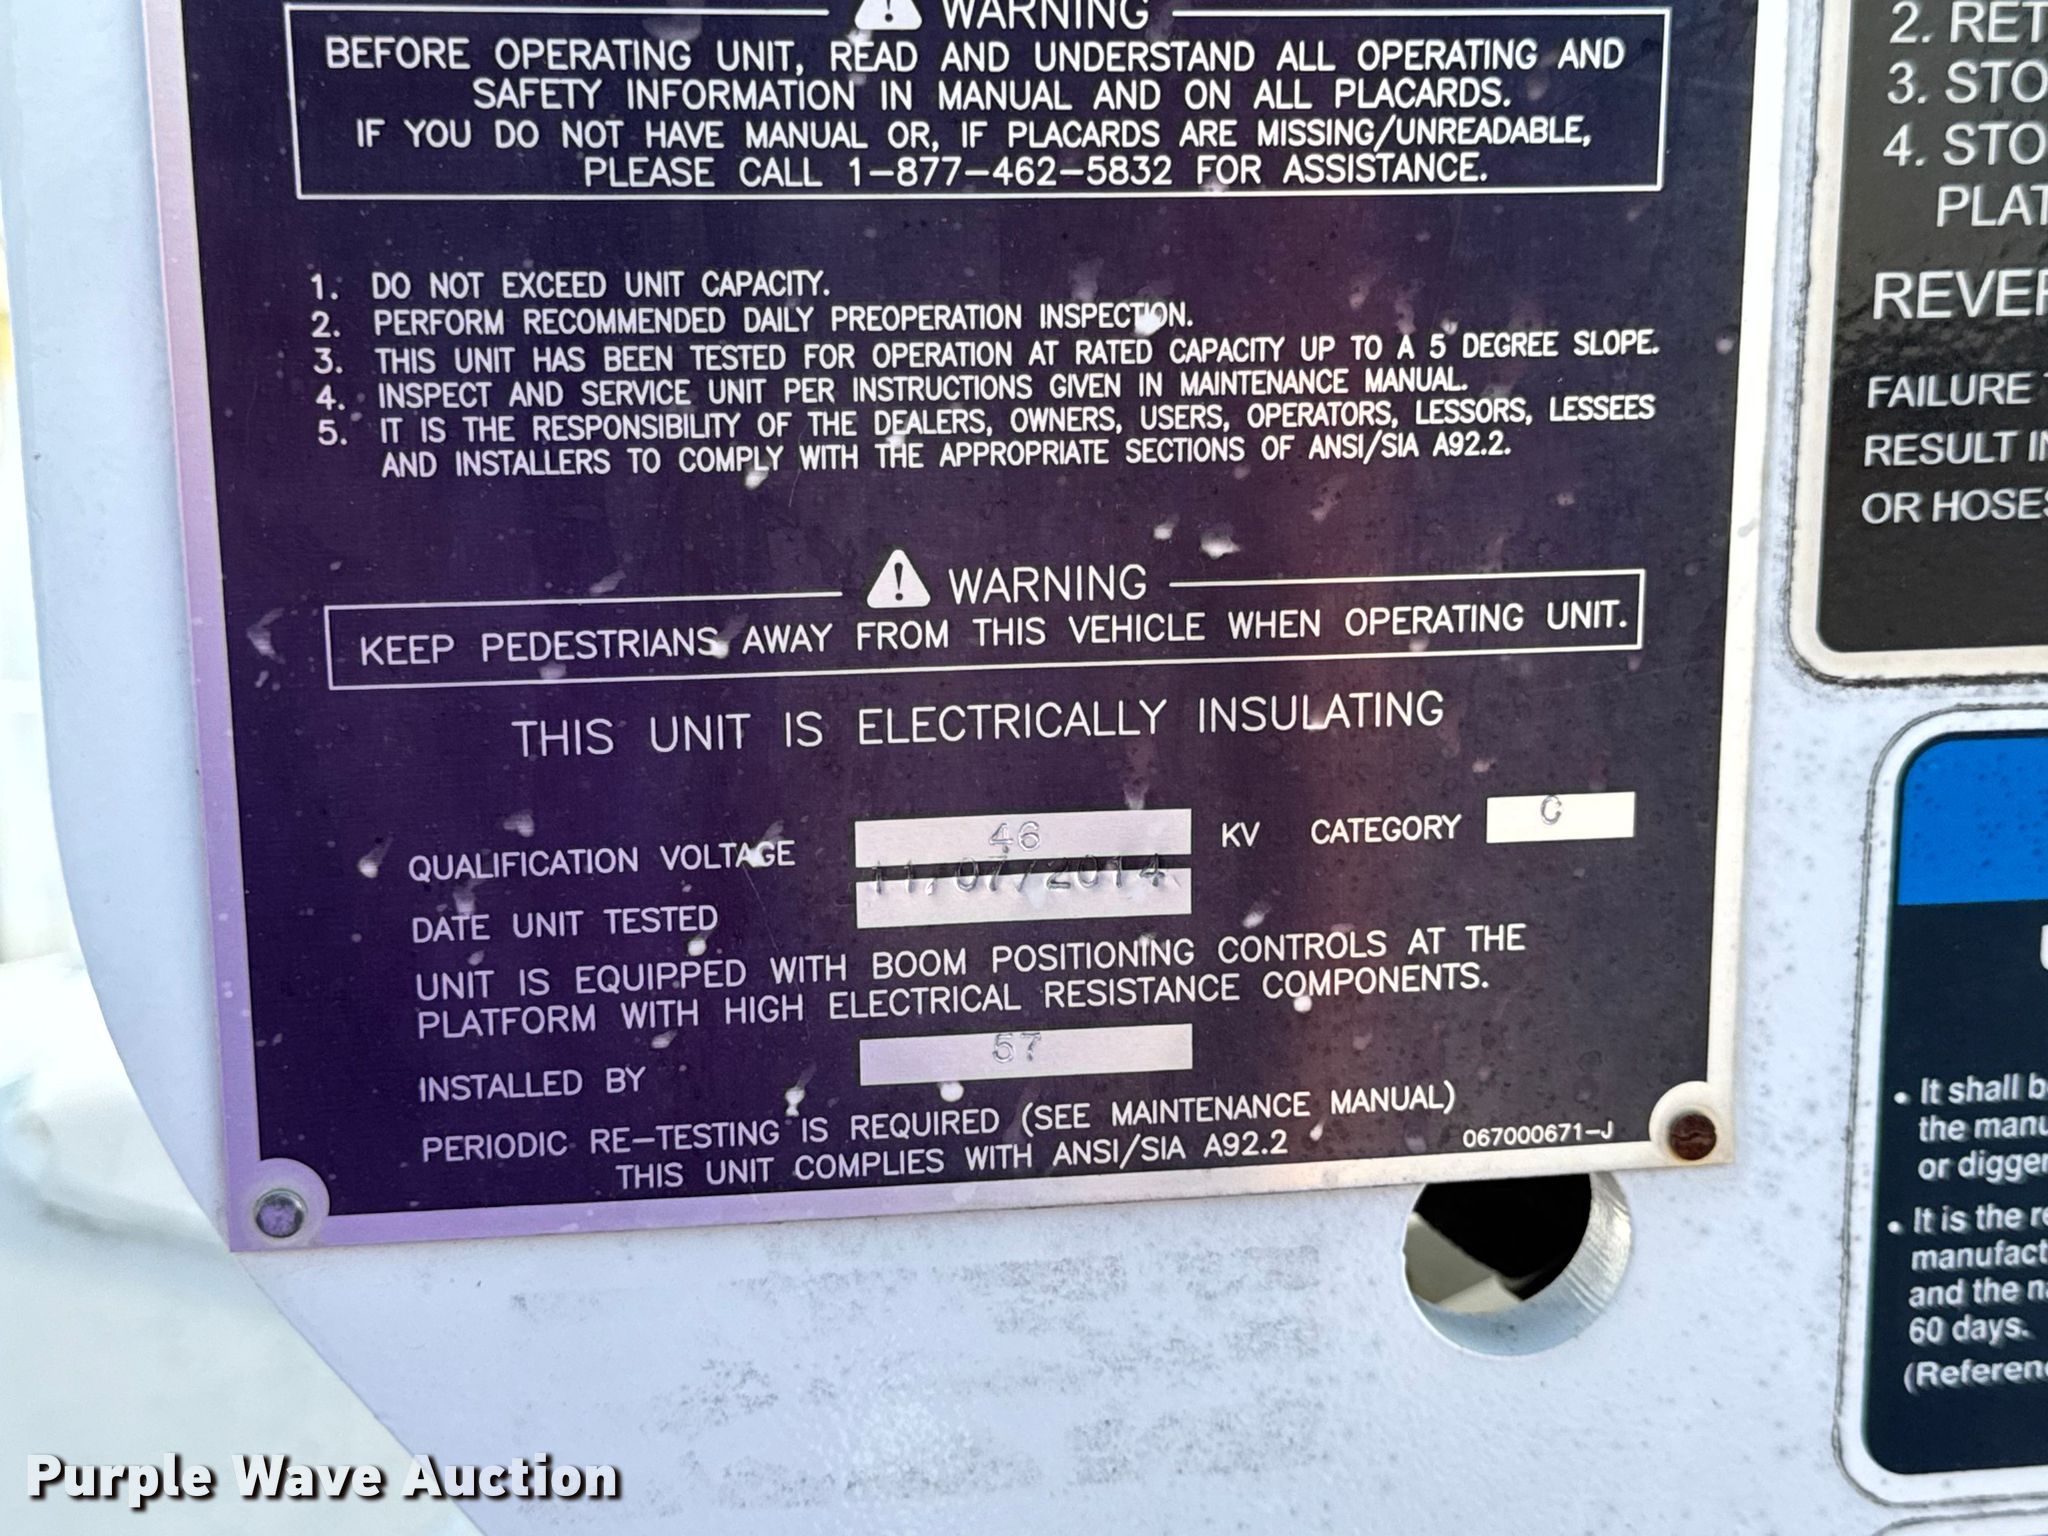 WARNING
BEFORE OPERATING UNIT, READ AND UNDERSTAND ALL OPERATING AND
SAFETY INFORMATION IN MANUAL AND ON ALL PLACARDS.
IF YOU DO NOT HAVE MANUAL OR, IF PLACARDS ARE MISSING/UNREADABLE,
PLEASE CALL 1-877-462-5832 FOR ASSISTANCE.
1. DO NOT EXCEED UNIT CAPACITY.
2. PERFORM RECOMMENDED DAILY PREOPERATION INSPECTION.
3. THIS UNIT HAS BEEN TESTED FOR OPERATION AT RATED CAPACITY UP TO A 5 DEGREE SLOPE.
4. INSPECT AND SERVICE UNIT PER INSTRUCTIONS GIVEN IN MAINTENANCE MANUAL.
5. IT IS THE RESPONSIBILITY OF THE DEALERS, OWNERS, USERS, OPERATORS, LESSORS, LESSEES
AND INSTALLERS TO COMPLY WITH THE APPROPRIATE SECTIONS OF ANSI/SIA A92.2.
WARNING
KEEP PEDESTRIANS AWAY FROM THIS VEHICLE WHEN OPERATING UNIT.
THIS UNIT IS ELECTRICALLY INSULATING
QUALIFICATION VOLTAGE 46 KV CATEGORY C
DATE UNIT TESTED 11/07/2014
UNIT IS EQUIPPED WITH BOOM POSITIONING CONTROLS AT THE
PLATFORM WITH HIGH ELECTRICAL RESISTANCE COMPONENTS.
INSTALLED BY 57
PERIODIC RE-TESTING IS REQUIRED (SEE MAINTENANCE MANUAL)
THIS UNIT COMPLIES WITH ANSI/SIA A92.2
067000671-J
2. RET
3. STO
4. STO
PLAT
REVER
FAILURE
RESULT IN
OR HOSES
• It shall be
the manu
or digger
• It is the re
manufact
and the na
60 days.
(Referenc
Purple Wave Auction